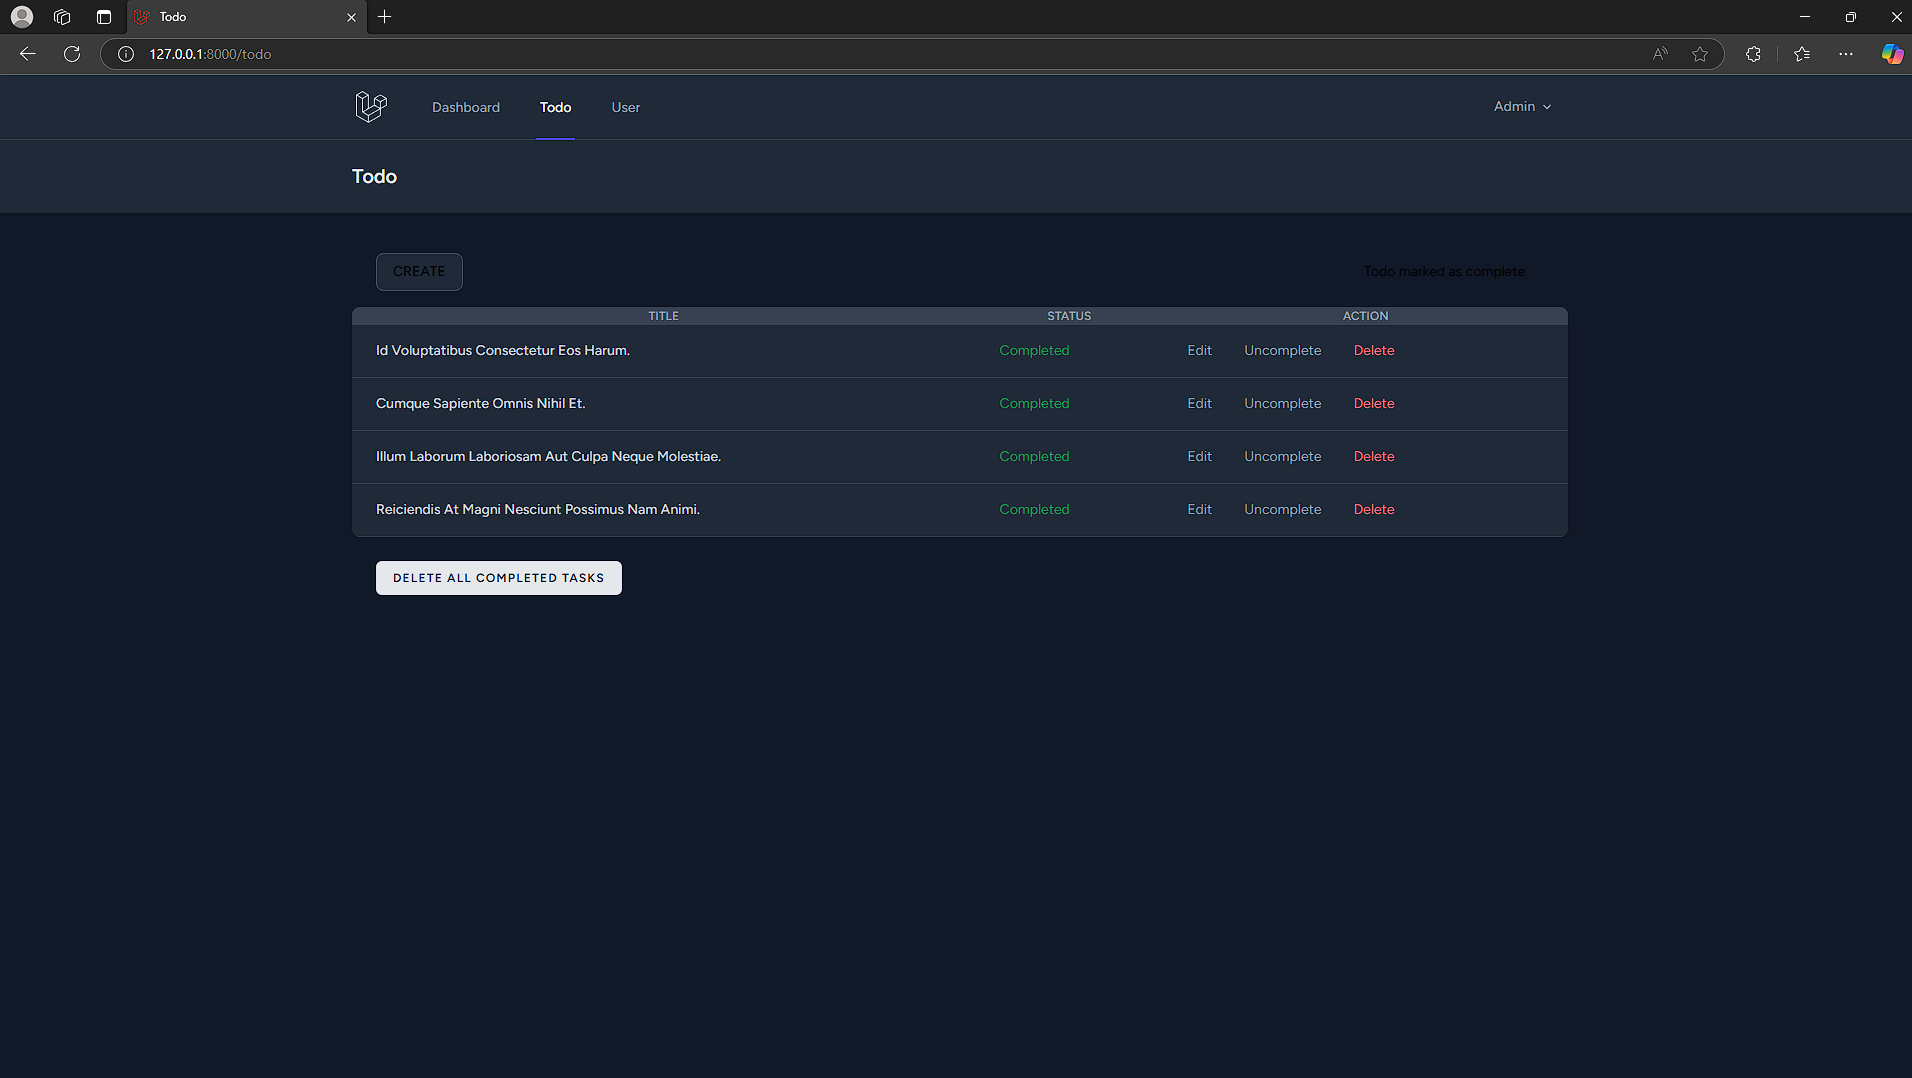 Todo
127.0.0.1:8000/todo
Dashboard Todo User Admin
Todo
CREATE Todo marked as complete.
TITLE STATUS ACTION
Id Voluptatibus Consectetur Eos Harum. Completed Edit Uncomplete Delete
Cumque Sapiente Omnis Nihil Et. Completed Edit Uncomplete Delete
Illum Laborum Laboriosam Aut Culpa Neque Molestiae. Completed Edit Uncomplete Delete
Reiciendis At Magni Nesciunt Possimus Nam Animi. Completed Edit Uncomplete Delete
DELETE ALL COMPLETED TASKS